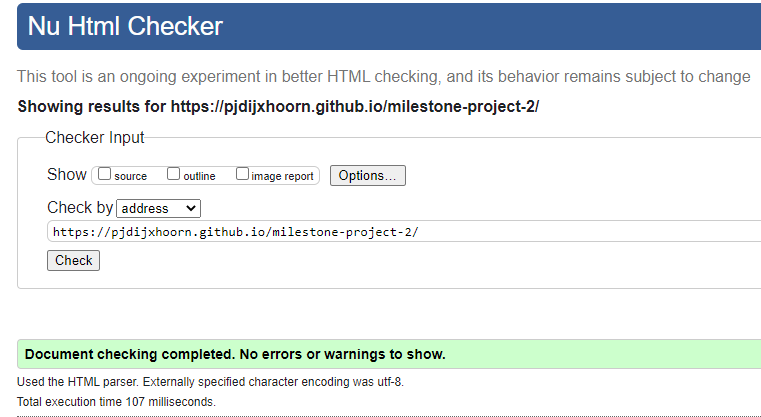 Nu Html Checker
This tool is an ongoing experiment in better HTML checking, and its behavior remains subject to change
Showing results for https://pjdijxhoorn.github.io/milestone-project-2/
Checker Input
Show source outline image report Options...
Check by address
https://pjdijxhoorn.github.io/milestone-project-2/
Check
Document checking completed. No errors or warnings to show.
Used the HTML parser. Externally specified character encoding was utf-8.
Total execution time 107 milliseconds.